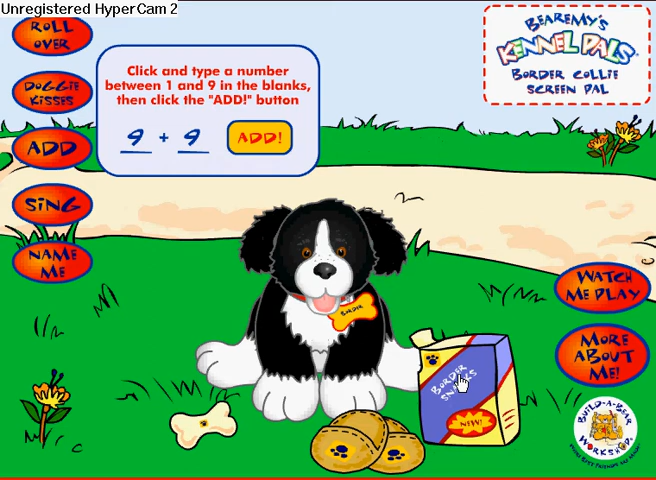 Unregistered HyperCam 2
ROLL
OVER
DOGGIE
KISSES
ADD
SING
NAME
ME
Click and type a number
between 1 and 9 in the blanks,
then click the "ADD!" button
9 + 9 ADD!
BEAREMY'S
KENNEL PALS
BORDER COLLIE
SCREEN PAL
BORDER
WATCH
ME PLAY
MORE
ABOUT
ME!
BORDER
SNACKS
NEW!
BUILD-A-BEAR
WORKSHOP